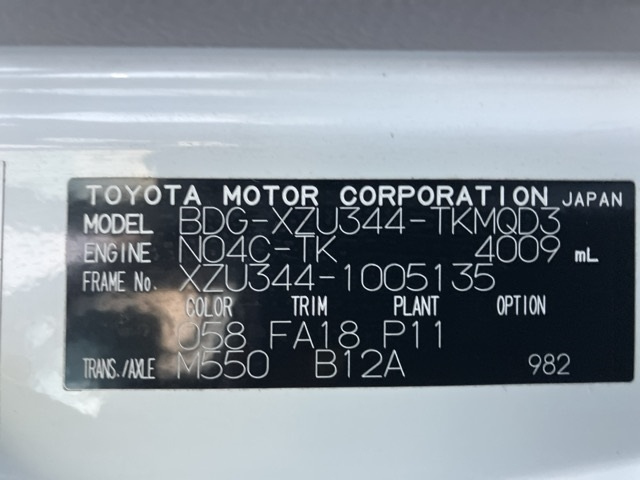 TOYOTA MOTOR CORPORATION JAPAN
MODEL BDG-XZU344-TKMQD3
ENGINE N04C-TK 4009 mL
FRAME No. XZU344-1005135
COLOR TRIM PLANT OPTION
058 FA18 P11
TRANS./AXLE M550 B12A 982